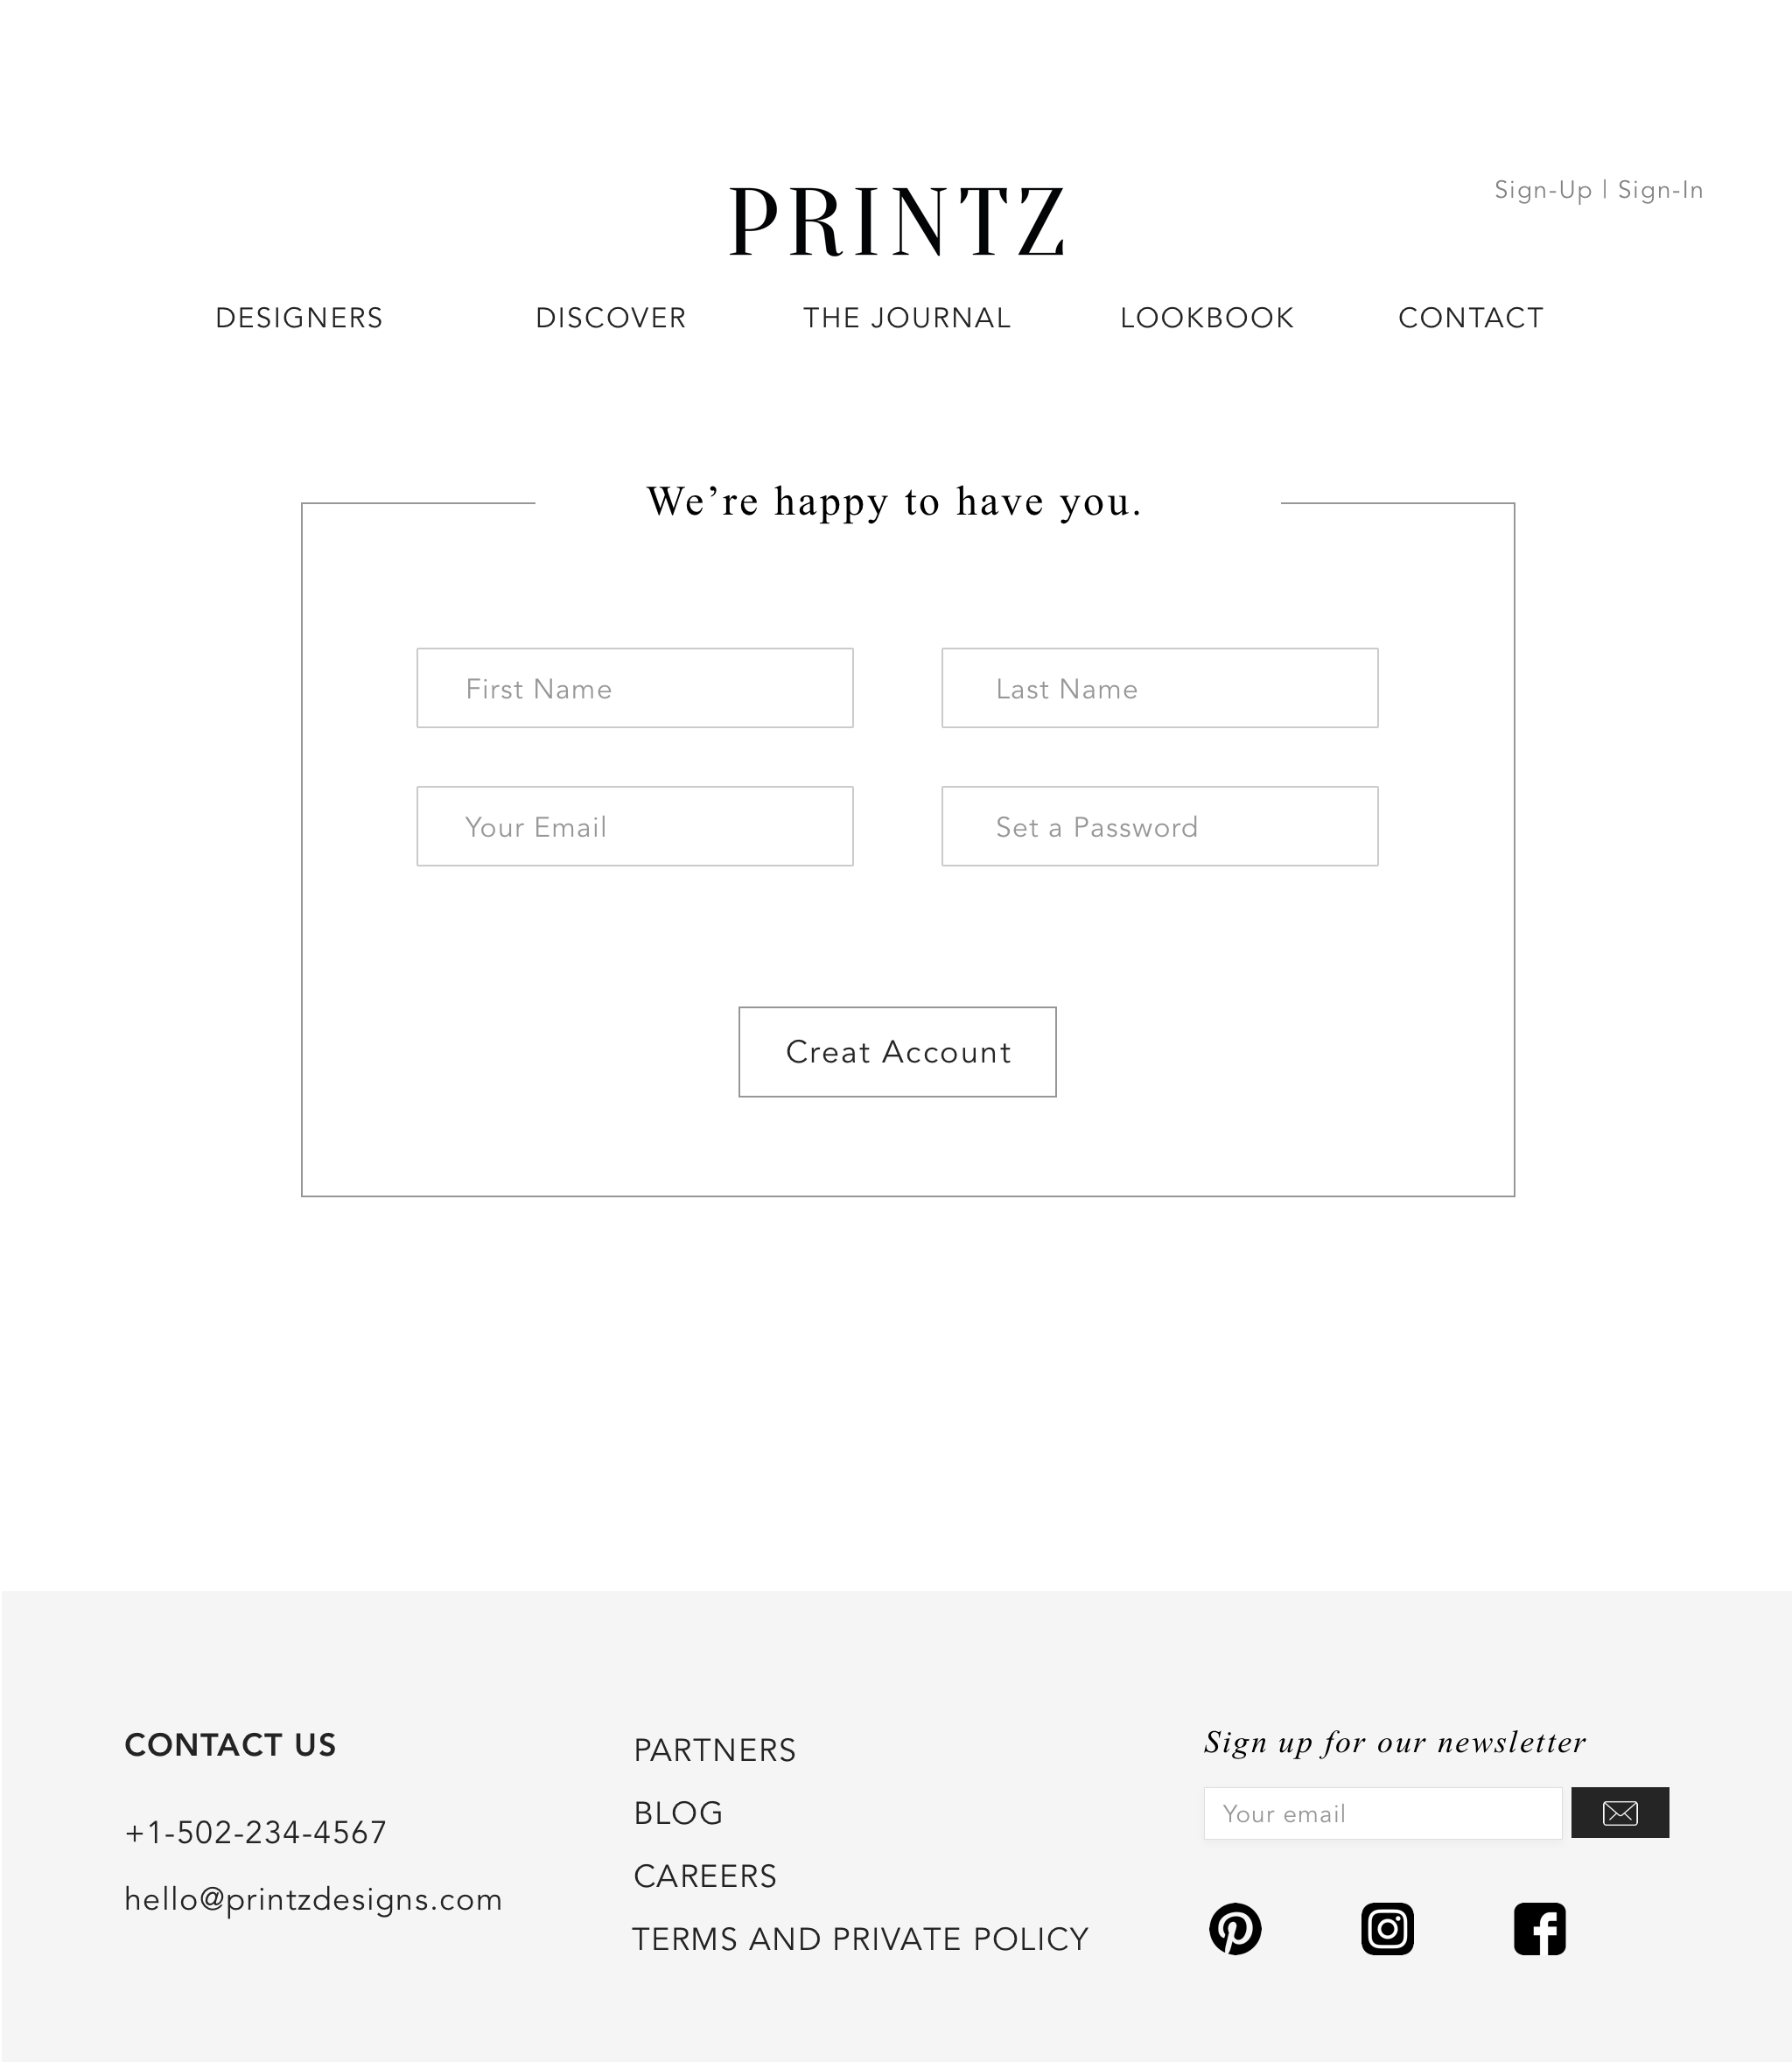 Sign-Up | Sign-In
PRINTZ
DESIGNERS DISCOVER THE JOURNAL LOOKBOOK CONTACT
We’re happy to have you.
First Name Last Name
Your Email Set a Password
Creat Account
CONTACT US
+1-502-234-4567
hello@printzdesigns.com
PARTNERS
BLOG
CAREERS
TERMS AND PRIVATE POLICY
Sign up for our newsletter
Your email